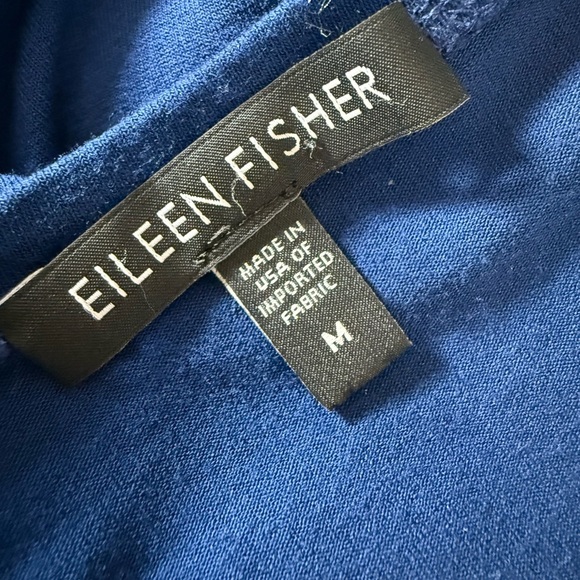 EILEEN FISHER
MADE IN
USA OF
IMPORTED
FABRIC
M